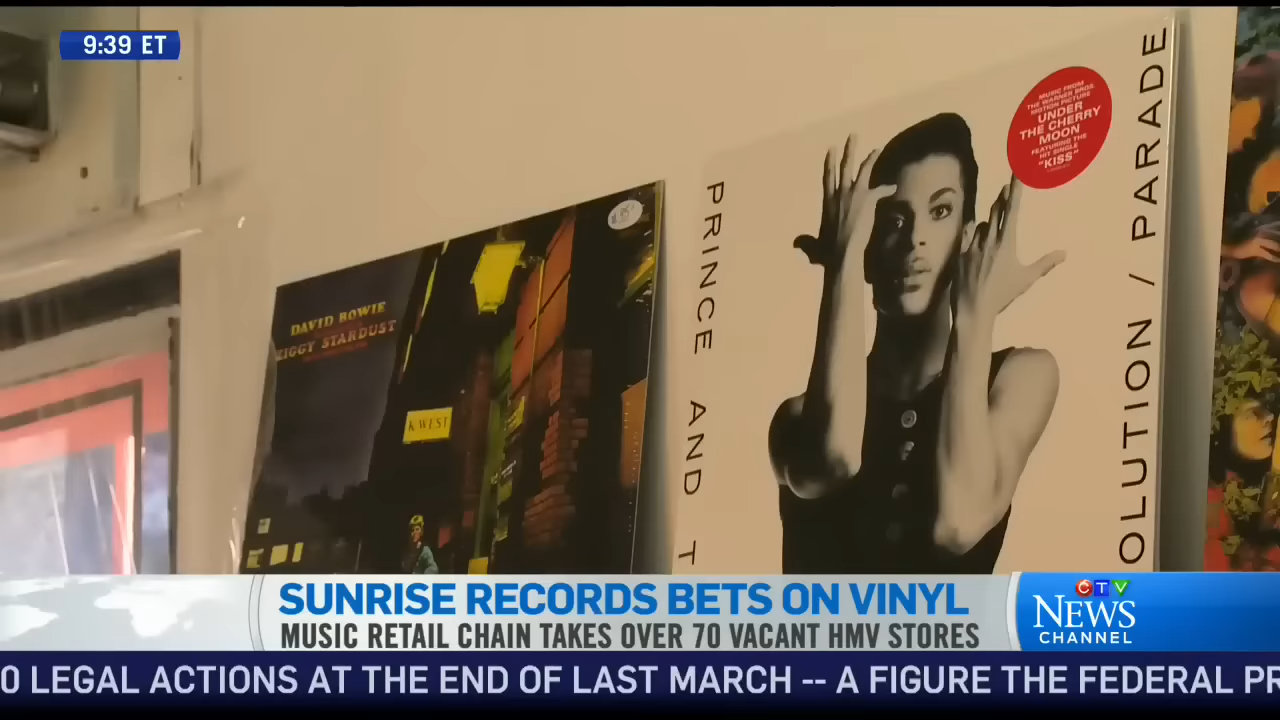 9:39 ET
DAVID BOWIE
ZIGGY STARDUST
K.WEST
PRINCE AND T
MUSIC FROM
THE WARNER BROS.
MOTION PICTURE
UNDER
THE CHERRY
MOON
FEATURING THE
HIT SINGLE
"KISS"
OLUTION / PARADE
SUNRISE RECORDS BETS ON VINYL
MUSIC RETAIL CHAIN TAKES OVER 70 VACANT HMV STORES
CTV
NEWS
CHANNEL
0 LEGAL ACTIONS AT THE END OF LAST MARCH -- A FIGURE THE FEDERAL PR